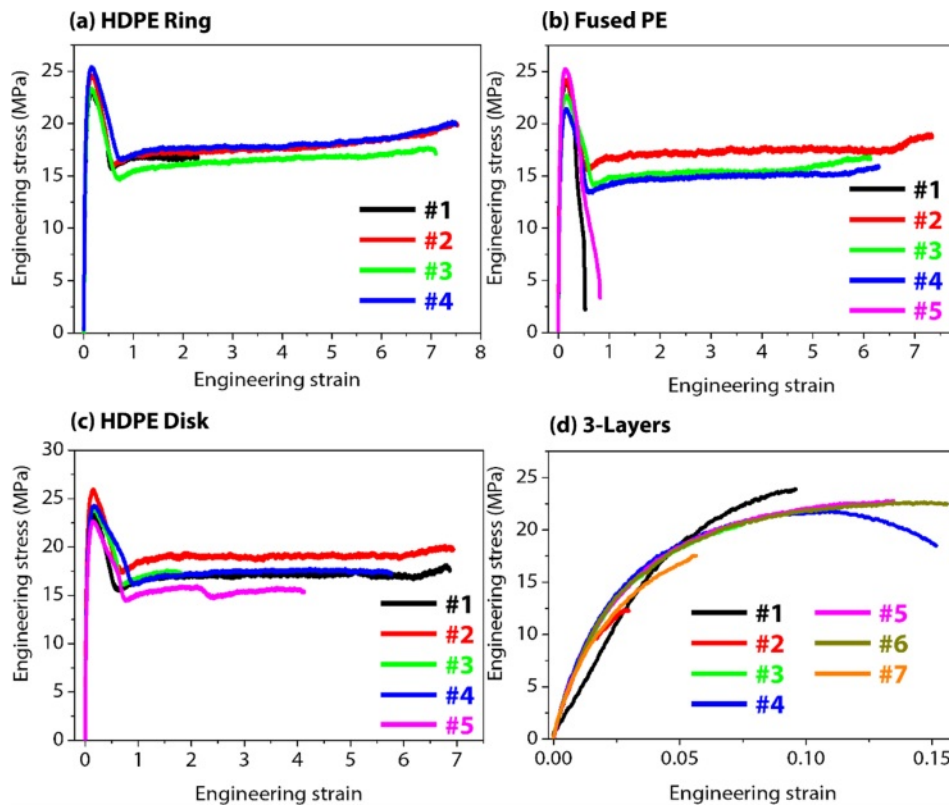 (a) HDPE Ring
Engineering stress (MPa)
25
20
15
10
5
0
#1
#2
#3
#4
0 1 2 3 4 5 6 7 8
Engineering strain
(b) Fused PE
Engineering stress (MPa)
25
20
15
10
5
0
#1
#2
#3
#4
#5
0 1 2 3 4 5 6 7
Engineering strain
(c) HDPE Disk
Engineering stress (MPa)
30
25
20
15
10
5
0
#1
#2
#3
#4
#5
0 1 2 3 4 5 6 7
Engineering strain
(d) 3-Layers
Engineering stress (MPa)
25
20
15
10
5
0
#1 #5
#2 #6
#3 #7
#4
0.00 0.05 0.10 0.15
Engineering strain